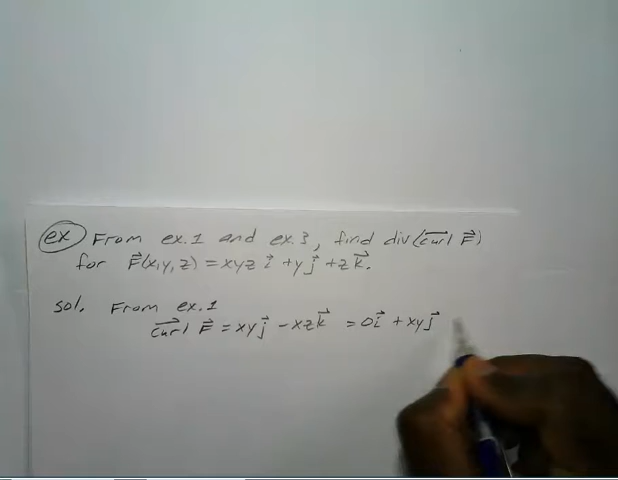 ex From ex.1 and ex.3, find div(curl F⃗)
for F⃗(x,y,z) = xyz i⃗ + y j⃗ + z k⃗.
sol. From ex.1
curl F⃗ = xy j⃗ - xz k⃗ = 0 i⃗ + xy j⃗